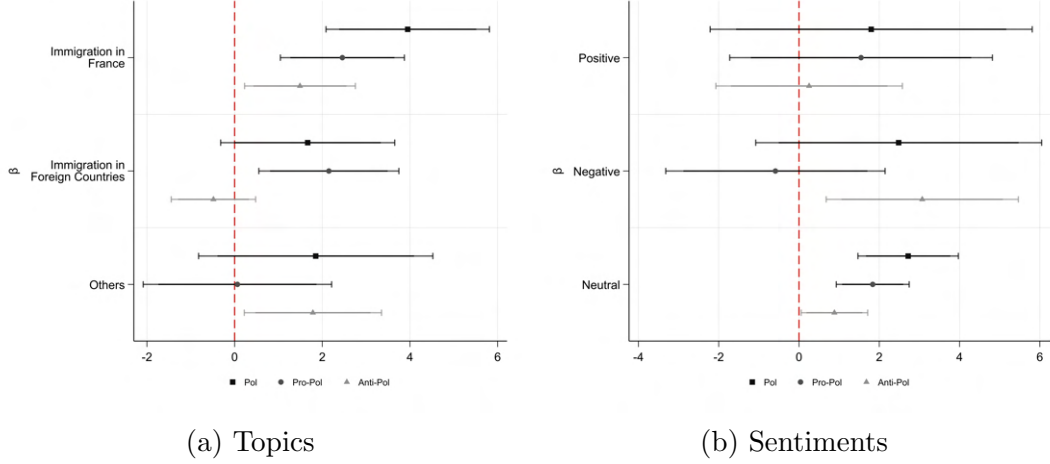 Immigration in
France
Immigration in
Foreign Countries
Others
β
-2 0 2 4 6
Pol Pro-Pol Anti-Pol
(a) Topics
Positive
Negative
Neutral
β
-4 -2 0 2 4 6
Pol Pro-Pol Anti-Pol
(b) Sentiments